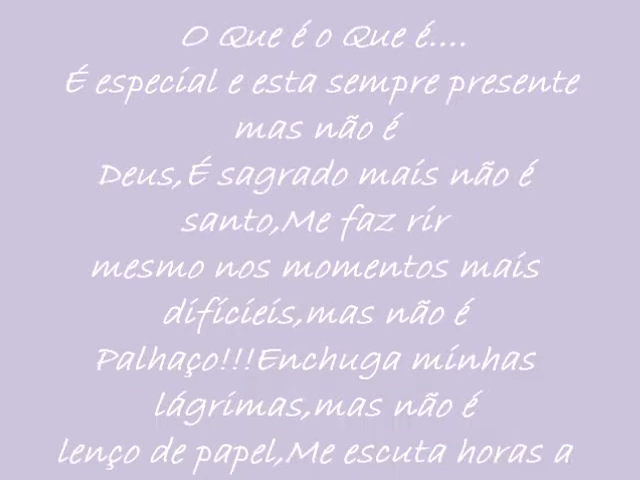 O Que é o Que é....
É especial e esta sempre presente
mas não é
Deus,É sagrado mais não é
santo,Me faz rir
mesmo nos momentos mais
difícieis,mas não é
Palhaço!!!Enchuga minhas
lágrimas,mas não é
lenço de papel,Me escuta horas a